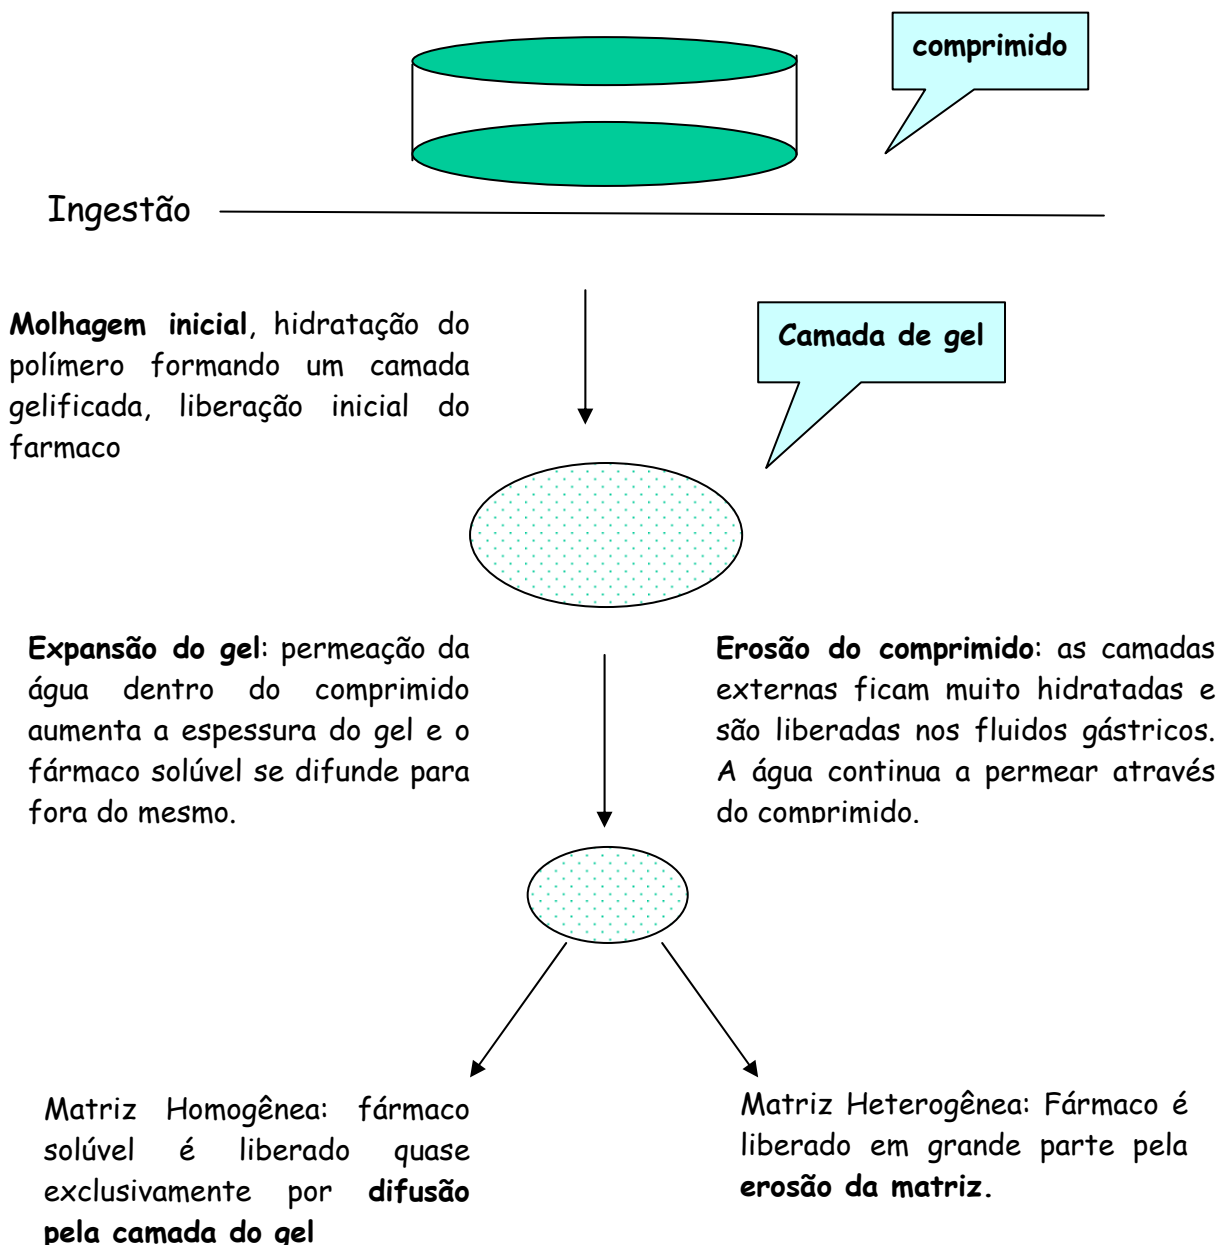 comprimido
Ingestão
Molhagem inicial, hidratação do
polímero formando um camada
gelificada, liberação inicial do
farmaco
Camada de gel
Expansão do gel: permeação da
água dentro do comprimido
aumenta a espessura do gel e o
fármaco solúvel se difunde para
fora do mesmo.
Erosão do comprimido: as camadas
externas ficam muito hidratadas e
são liberadas nos fluidos gástricos.
A água continua a permear através
do comprimido.
Matriz Homogênea: fármaco
solúvel é liberado quase
exclusivamente por difusão
pela camada do gel
Matriz Heterogênea: Fármaco é
liberado em grande parte pela
erosão da matriz.